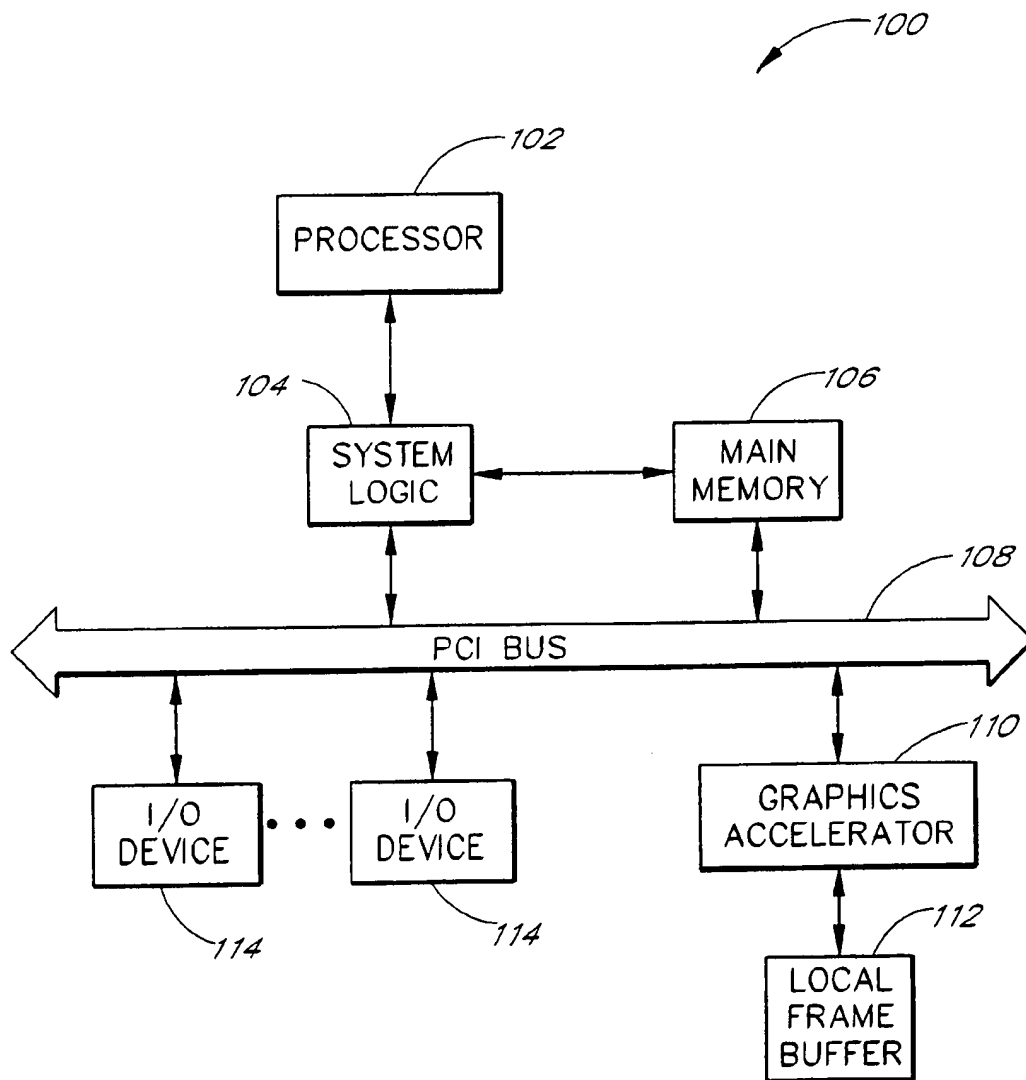 100
102
PROCESSOR
104
SYSTEM
LOGIC
106
MAIN
MEMORY
108
PCI BUS
110
I/O
DEVICE
114
I/O
DEVICE
114
GRAPHICS
ACCELERATOR
112
LOCAL
FRAME
BUFFER